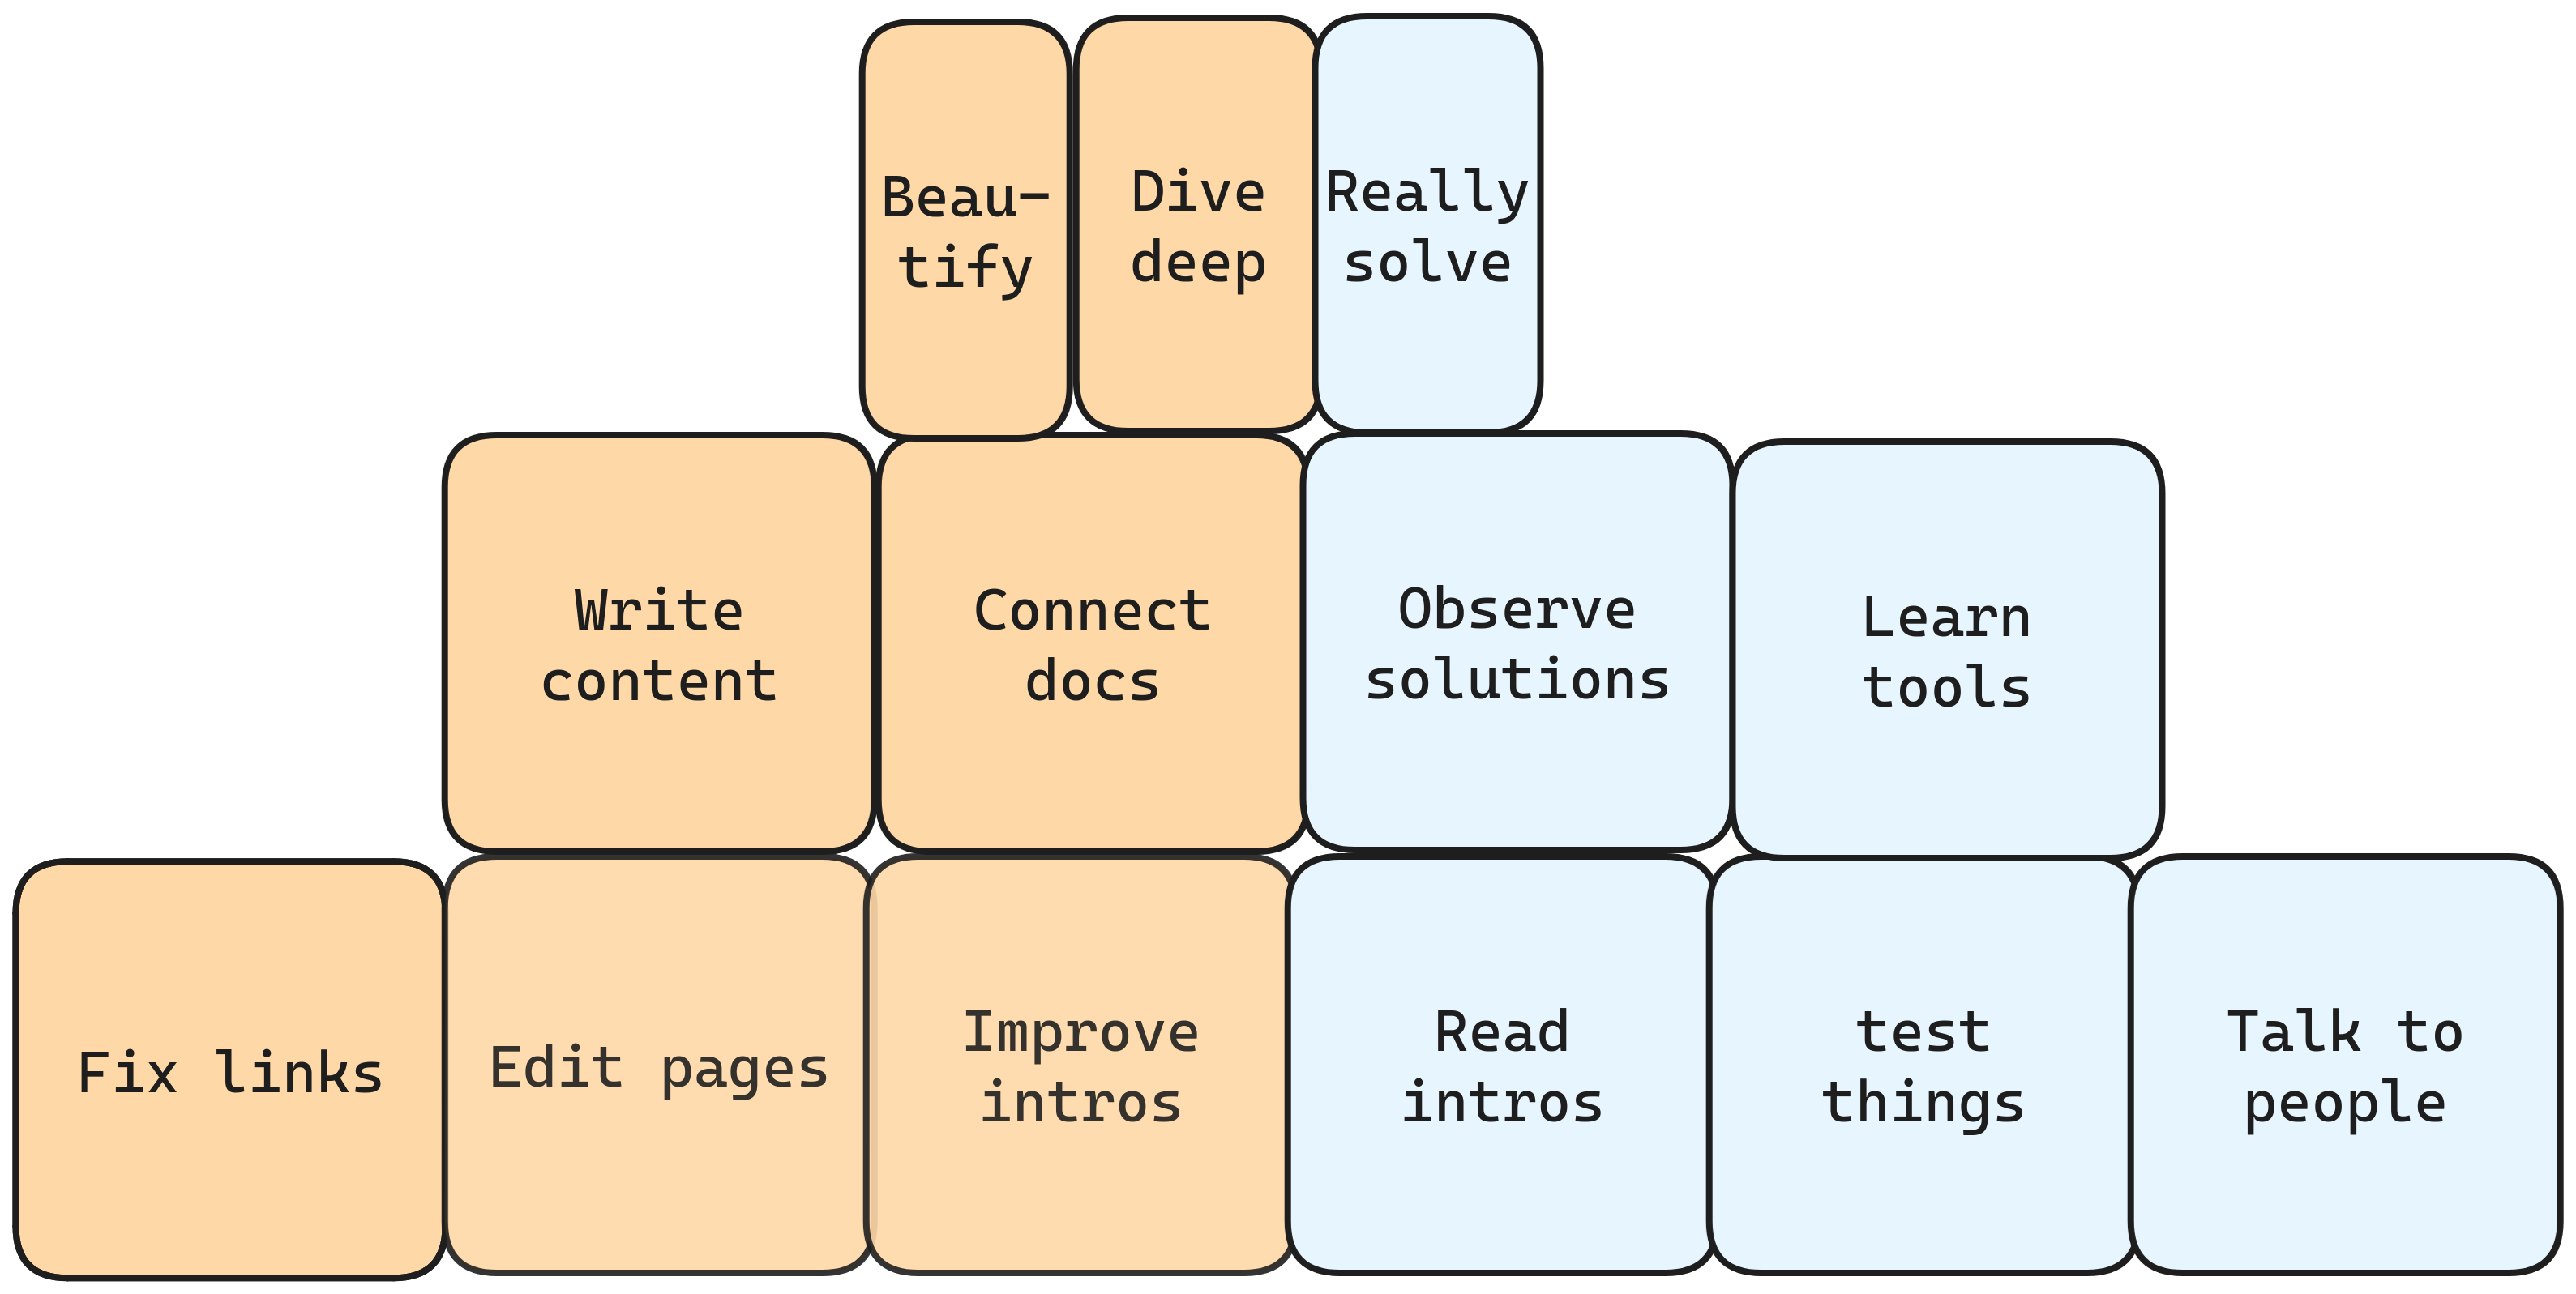 Beau-
tify
Dive
deep
Really
solve
Write
content
Connect
docs
Observe
solutions
Learn
tools
Fix links
Edit pages
Improve
intros
Read
intros
test
things
Talk to
people